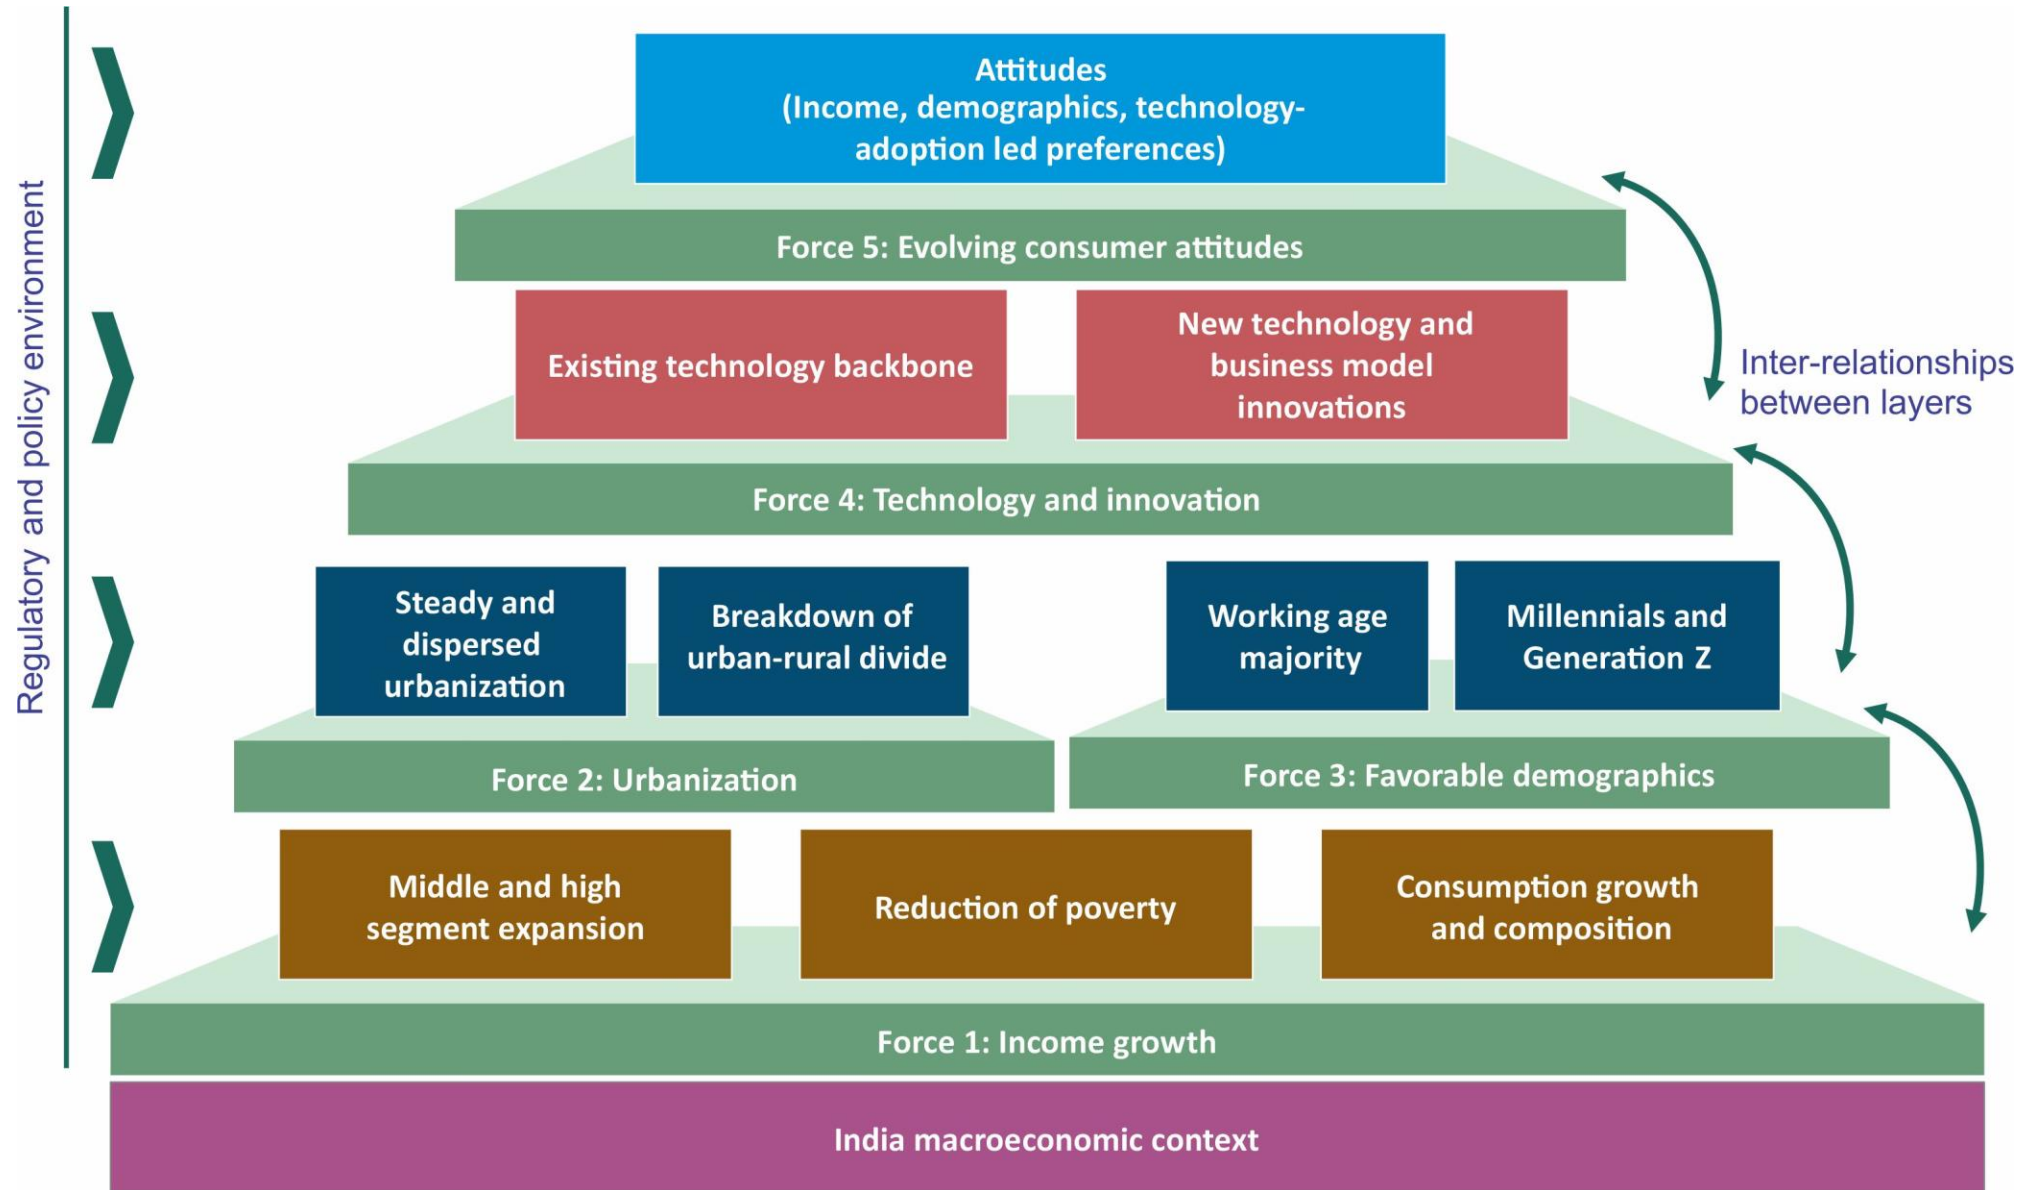 Regulatory and policy environment
Attitudes
(Income, demographics, technology-
adoption led preferences)
Force 5: Evolving consumer attitudes
Existing technology backbone
New technology and
business model
innovations
Inter-relationships
between layers
Force 4: Technology and innovation
Steady and
dispersed
urbanization
Breakdown of
urban-rural divide
Working age
majority
Millennials and
Generation Z
Force 2: Urbanization
Force 3: Favorable demographics
Middle and high
segment expansion
Reduction of poverty
Consumption growth
and composition
Force 1: Income growth
India macroeconomic context